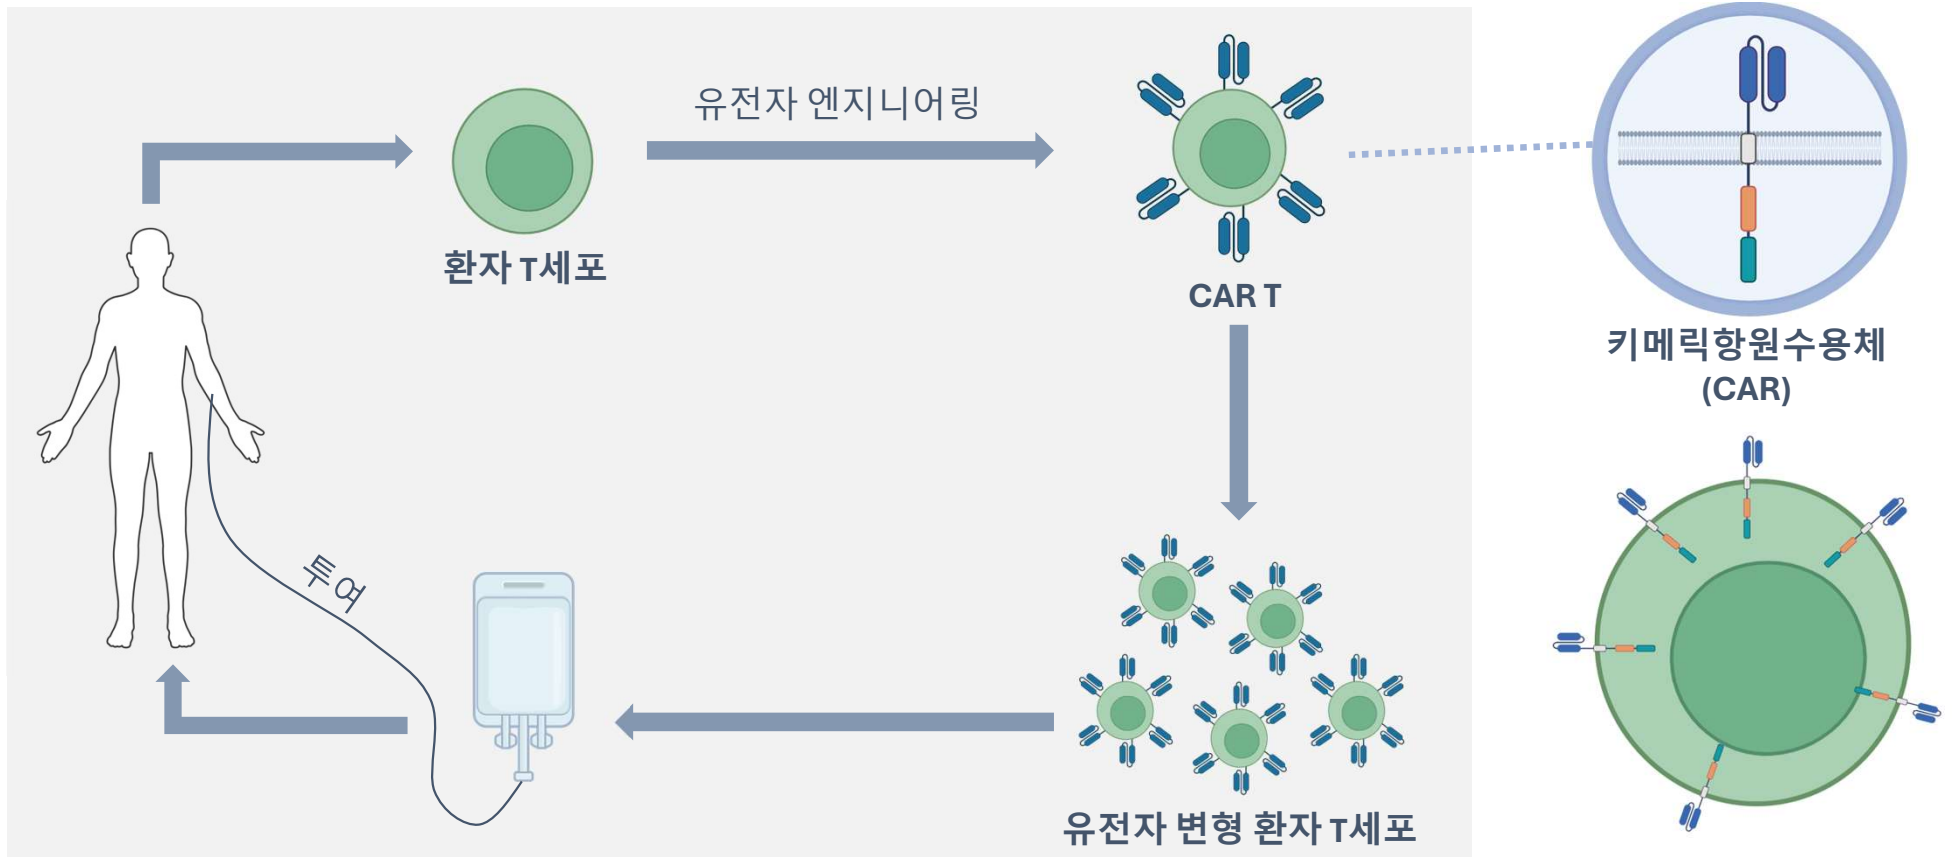 유전자 엔지니어링
환자 T세포
CAR T
키메릭항원수용체
(CAR)
투여
유전자 변형 환자 T세포